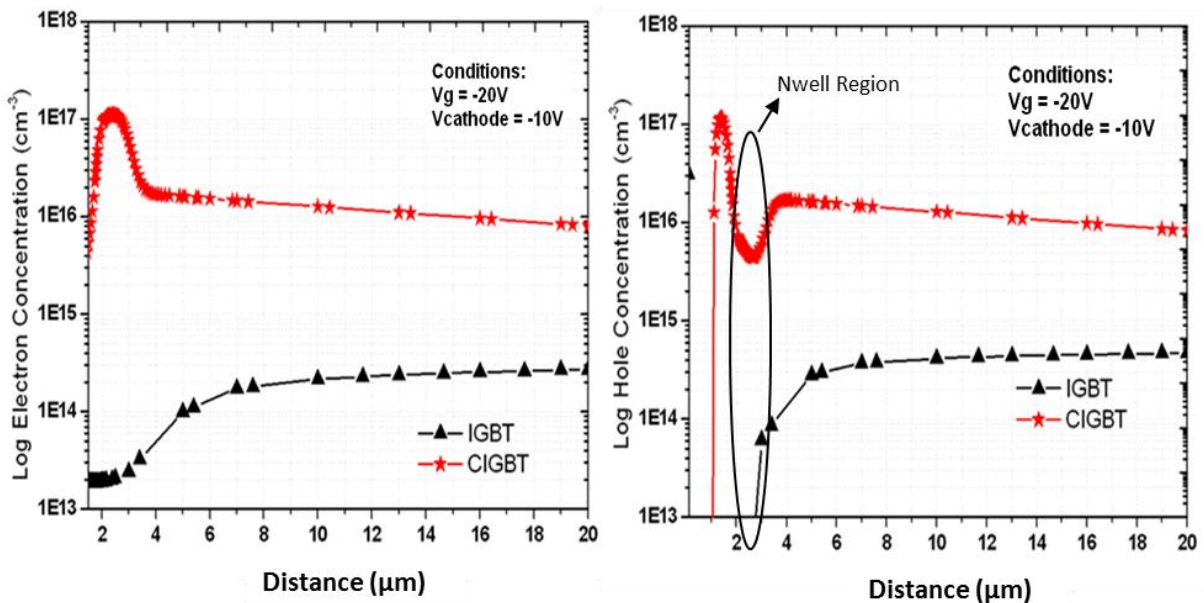 Log Electron Concentration (cm⁻³)
1E18
1E17
1E16
1E15
1E14
1E13
Conditions:
Vg = -20V
Vcathode = -10V
IGBT
CIGBT
2 4 6 8 10 12 14 16 18 20
Distance (µm)
Log Hole Concentration (cm⁻³)
1E18
1E17
1E16
1E15
1E14
1E13
Nwell Region
Conditions:
Vg = -20V
Vcathode = -10V
IGBT
CIGBT
2 4 6 8 10 12 14 16 18 20
Distance (µm)